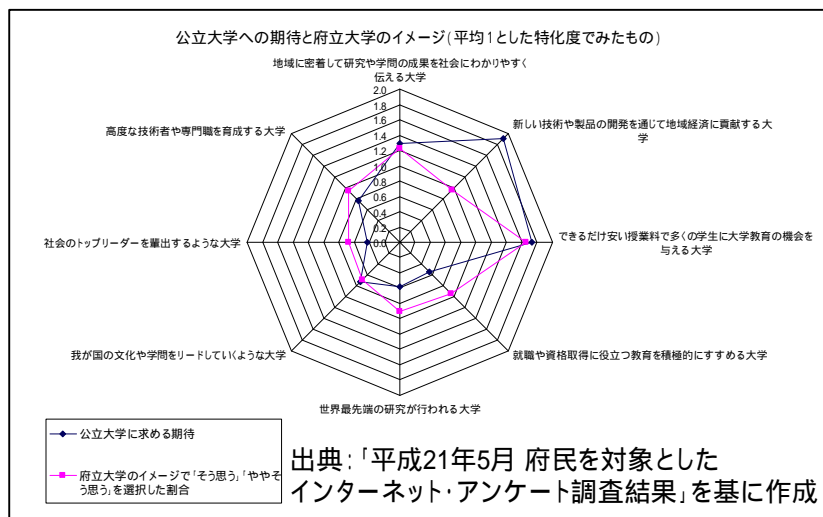 公立大学への期待と府立大学のイメージ(平均1とした特化度でみたもの)
地域に密着して研究や学問の成果を社会にわかりやすく
伝える大学
新しい技術や製品の開発を通じて地域経済に貢献する大
学
できるだけ安い授業料で多くの学生に大学教育の機会を
与える大学
就職や資格取得に役立つ教育を積極的にすすめる大学
世界最先端の研究が行われる大学
我が国の文化や学問をリードしていくような大学
社会のトップリーダーを輩出するような大学
高度な技術者や専門職を育成する大学
2.0
1.8
1.6
1.4
1.2
1.0
0.8
0.6
0.4
0.2
0.0
公立大学に求める期待
府立大学のイメージで「そう思う」「ややそ
う思う」を選択した割合
出典:「平成21年5月 府民を対象とした
インターネット・アンケート調査結果」を基に作成